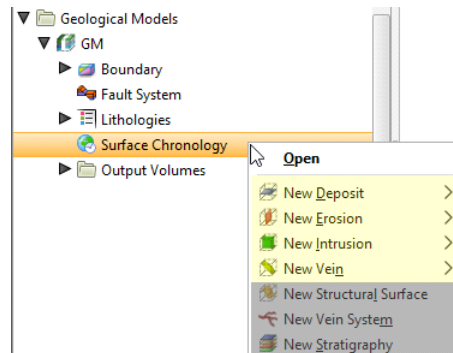 Geological Models
GM
Boundary
Fault System
Lithologies
Surface Chronology
Output Volumes
Open
New Deposit
New Erosion
New Intrusion
New Vein
New Structural Surface
New Vein System
New Stratigraphy